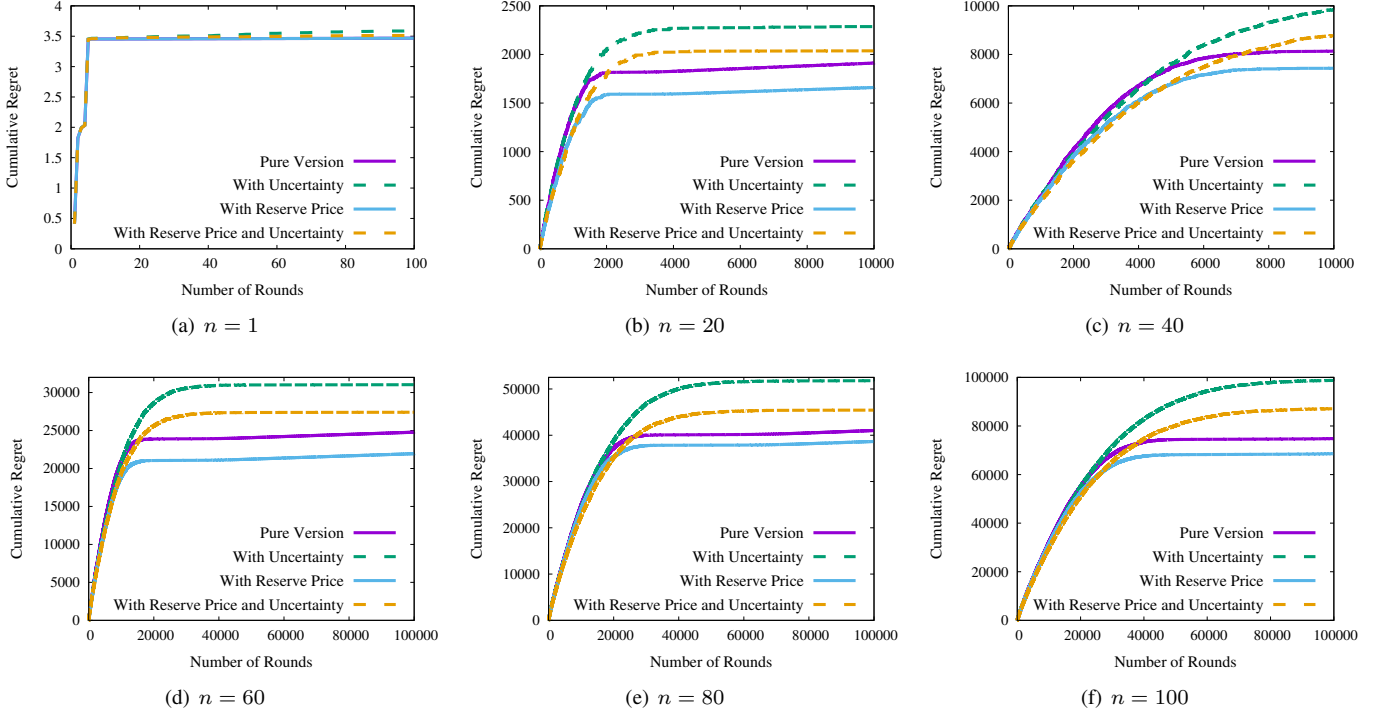 Cumulative Regret
4
3.5
3
2.5
2
1.5
1
0.5
0
Pure Version
With Uncertainty
With Reserve Price
With Reserve Price and Uncertainty
0 20 40 60 80 100
Number of Rounds
(a) n = 1
Cumulative Regret
2500
2000
1500
1000
500
0
Pure Version
With Uncertainty
With Reserve Price
With Reserve Price and Uncertainty
0 2000 4000 6000 8000 10000
Number of Rounds
(b) n = 20
Cumulative Regret
10000
8000
6000
4000
2000
0
Pure Version
With Uncertainty
With Reserve Price
With Reserve Price and Uncertainty
0 2000 4000 6000 8000 10000
Number of Rounds
(c) n = 40
Cumulative Regret
30000
25000
20000
15000
10000
5000
0
Pure Version
With Uncertainty
With Reserve Price
With Reserve Price and Uncertainty
0 20000 40000 60000 80000 100000
Number of Rounds
(d) n = 60
Cumulative Regret
50000
40000
30000
20000
10000
0
Pure Version
With Uncertainty
With Reserve Price
With Reserve Price and Uncertainty
0 20000 40000 60000 80000 100000
Number of Rounds
(e) n = 80
Cumulative Regret
100000
80000
60000
40000
20000
0
Pure Version
With Uncertainty
With Reserve Price
With Reserve Price and Uncertainty
0 20000 40000 60000 80000 100000
Number of Rounds
(f) n = 100